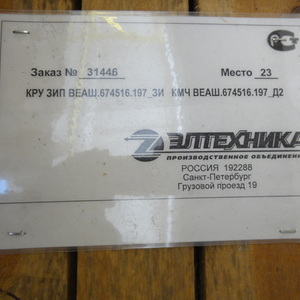 Заказ № 31446 Место 23
КРУ ЗИП ВЕАШ.674516.197_ЗИ КМЧ ВЕАШ.674516.197_Д2
ЭЛТЕХНИКА
ПРОИЗВОДСТВЕННОЕ ОБЪЕДИНЕНИЕ
РОССИЯ 192288
Санкт-Петербург
Грузовой проезд 19